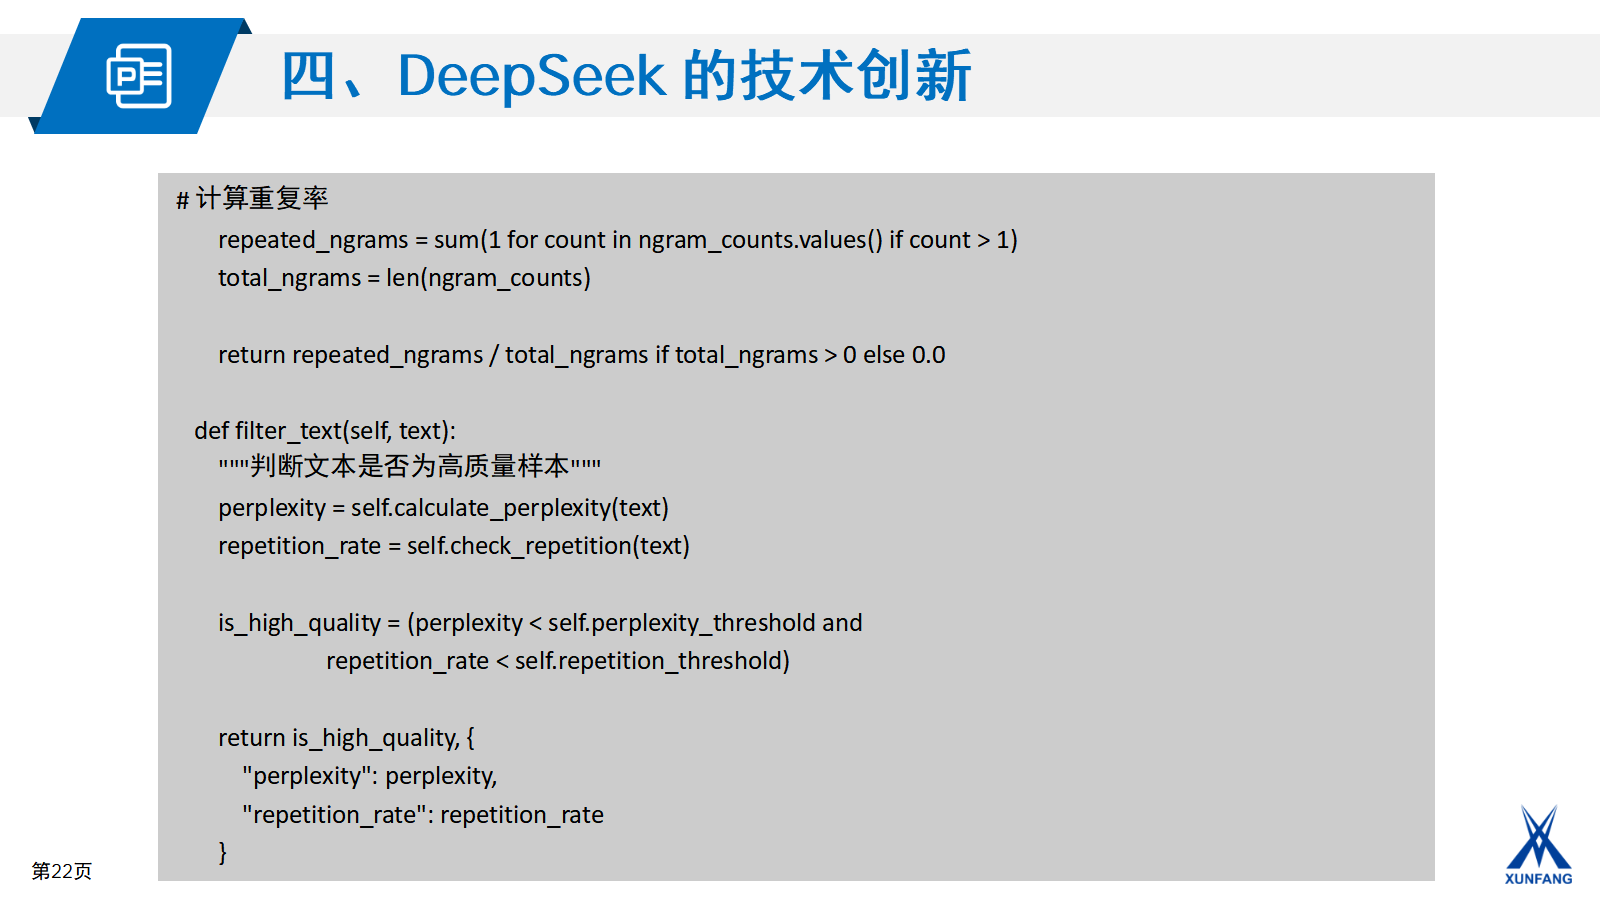 四、DeepSeek 的技术创新
# 计算重复率
repeated_ngrams = sum(1 for count in ngram_counts.values() if count > 1)
total_ngrams = len(ngram_counts)
return repeated_ngrams / total_ngrams if total_ngrams > 0 else 0.0
def filter_text(self, text):
"""判断文本是否为高质量样本"""
perplexity = self.calculate_perplexity(text)
repetition_rate = self.check_repetition(text)
is_high_quality = (perplexity < self.perplexity_threshold and
repetition_rate < self.repetition_threshold)
return is_high_quality, {
"perplexity": perplexity,
"repetition_rate": repetition_rate
}
第22页
XUNFANG